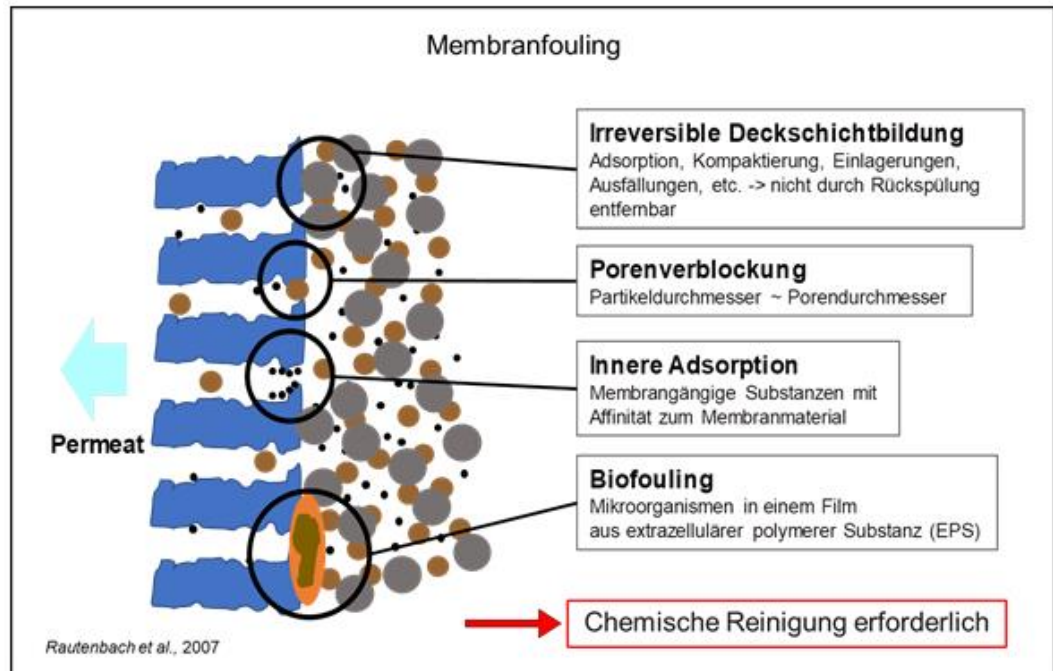 Membranfouling
Irreversible Deckschichtbildung
Adsorption, Kompaktierung, Einlagerungen,
Ausfällungen, etc. -> nicht durch Rückspülung
entfernbar
Porenverblockung
Partikeldurchmesser ~ Porendurchmesser
Innere Adsorption
Membrangängige Substanzen mit
Affinität zum Membranmaterial
Permeat
Biofouling
Mikroorganismen in einem Film
aus extrazellulärer polymerer Substanz (EPS)
Chemische Reinigung erforderlich
Rautenbach et al., 2007